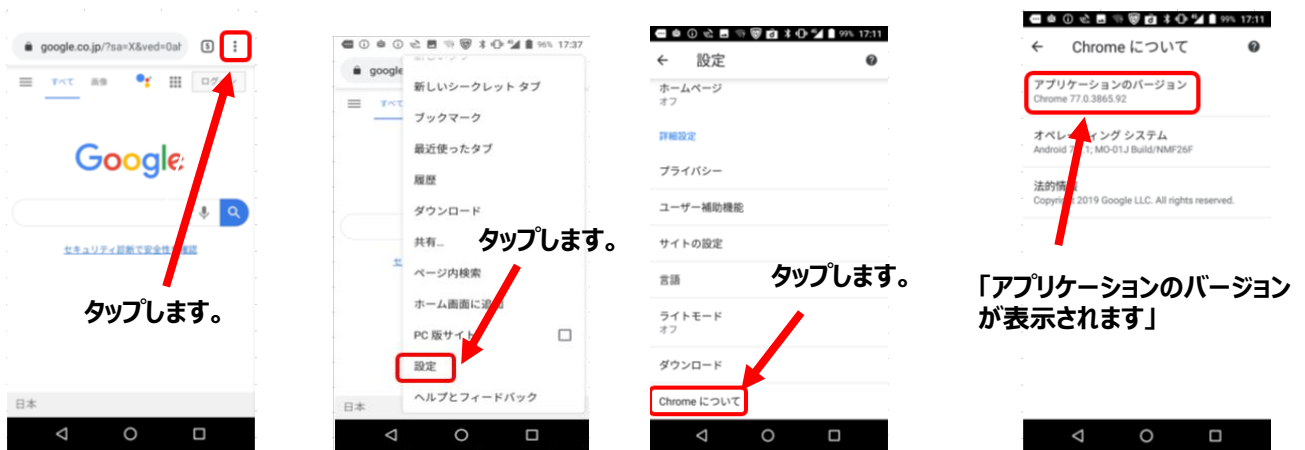 google.co.jp/?sa=X&ved=0ah
5
すべて
画像
Google
セキュリティ診断で安全性
タップします。
日本
96% 17:37
google
新しいシークレット タブ
ブックマーク
最近使ったタブ
履歴
ダウンロード
共有...
ページ内検索
ホーム画面に追加
PC 版サイト
設定
ヘルプとフィードバック
タップします。
日本
99% 17:11
設定
ホームページ
オフ
詳細設定
プライバシー
ユーザー補助機能
サイトの設定
言語
ライトモード
オフ
ダウンロード
Chrome について
タップします。
99% 17:11
Chrome について
アプリケーションのバージョン
Chrome 77.0.3865.92
オペレーティング システム
Android 7.1.1; MO-01J Build/NMF26F
法的情報
Copyright 2019 Google LLC. All rights reserved.
「アプリケーションのバージョン
が表示されます」